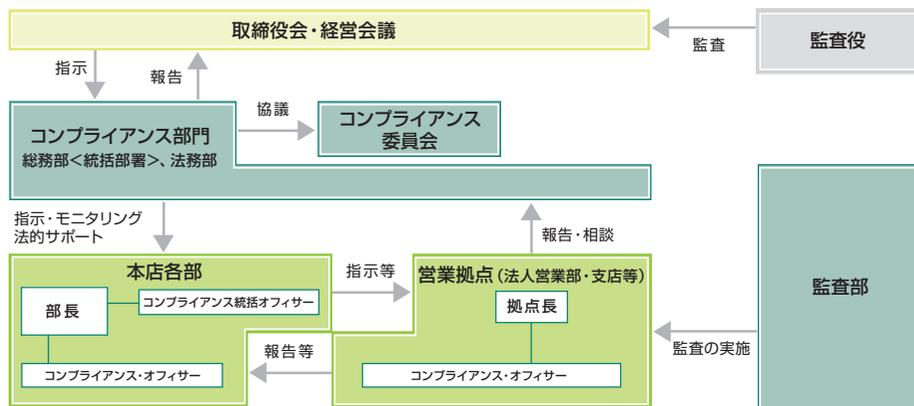 取締役会・経営会議
監査
監査役
指示
報告
協議
コンプライアンス部門
総務部<統括部署>、法務部
コンプライアンス
委員会
指示・モニタリング
法的サポート
報告・相談
本店各部
部長
コンプライアンス統括オフィサー
コンプライアンス・オフィサー
指示等
報告等
営業拠点(法人営業部・支店等)
拠点長
コンプライアンス・オフィサー
監査の実施
監査部